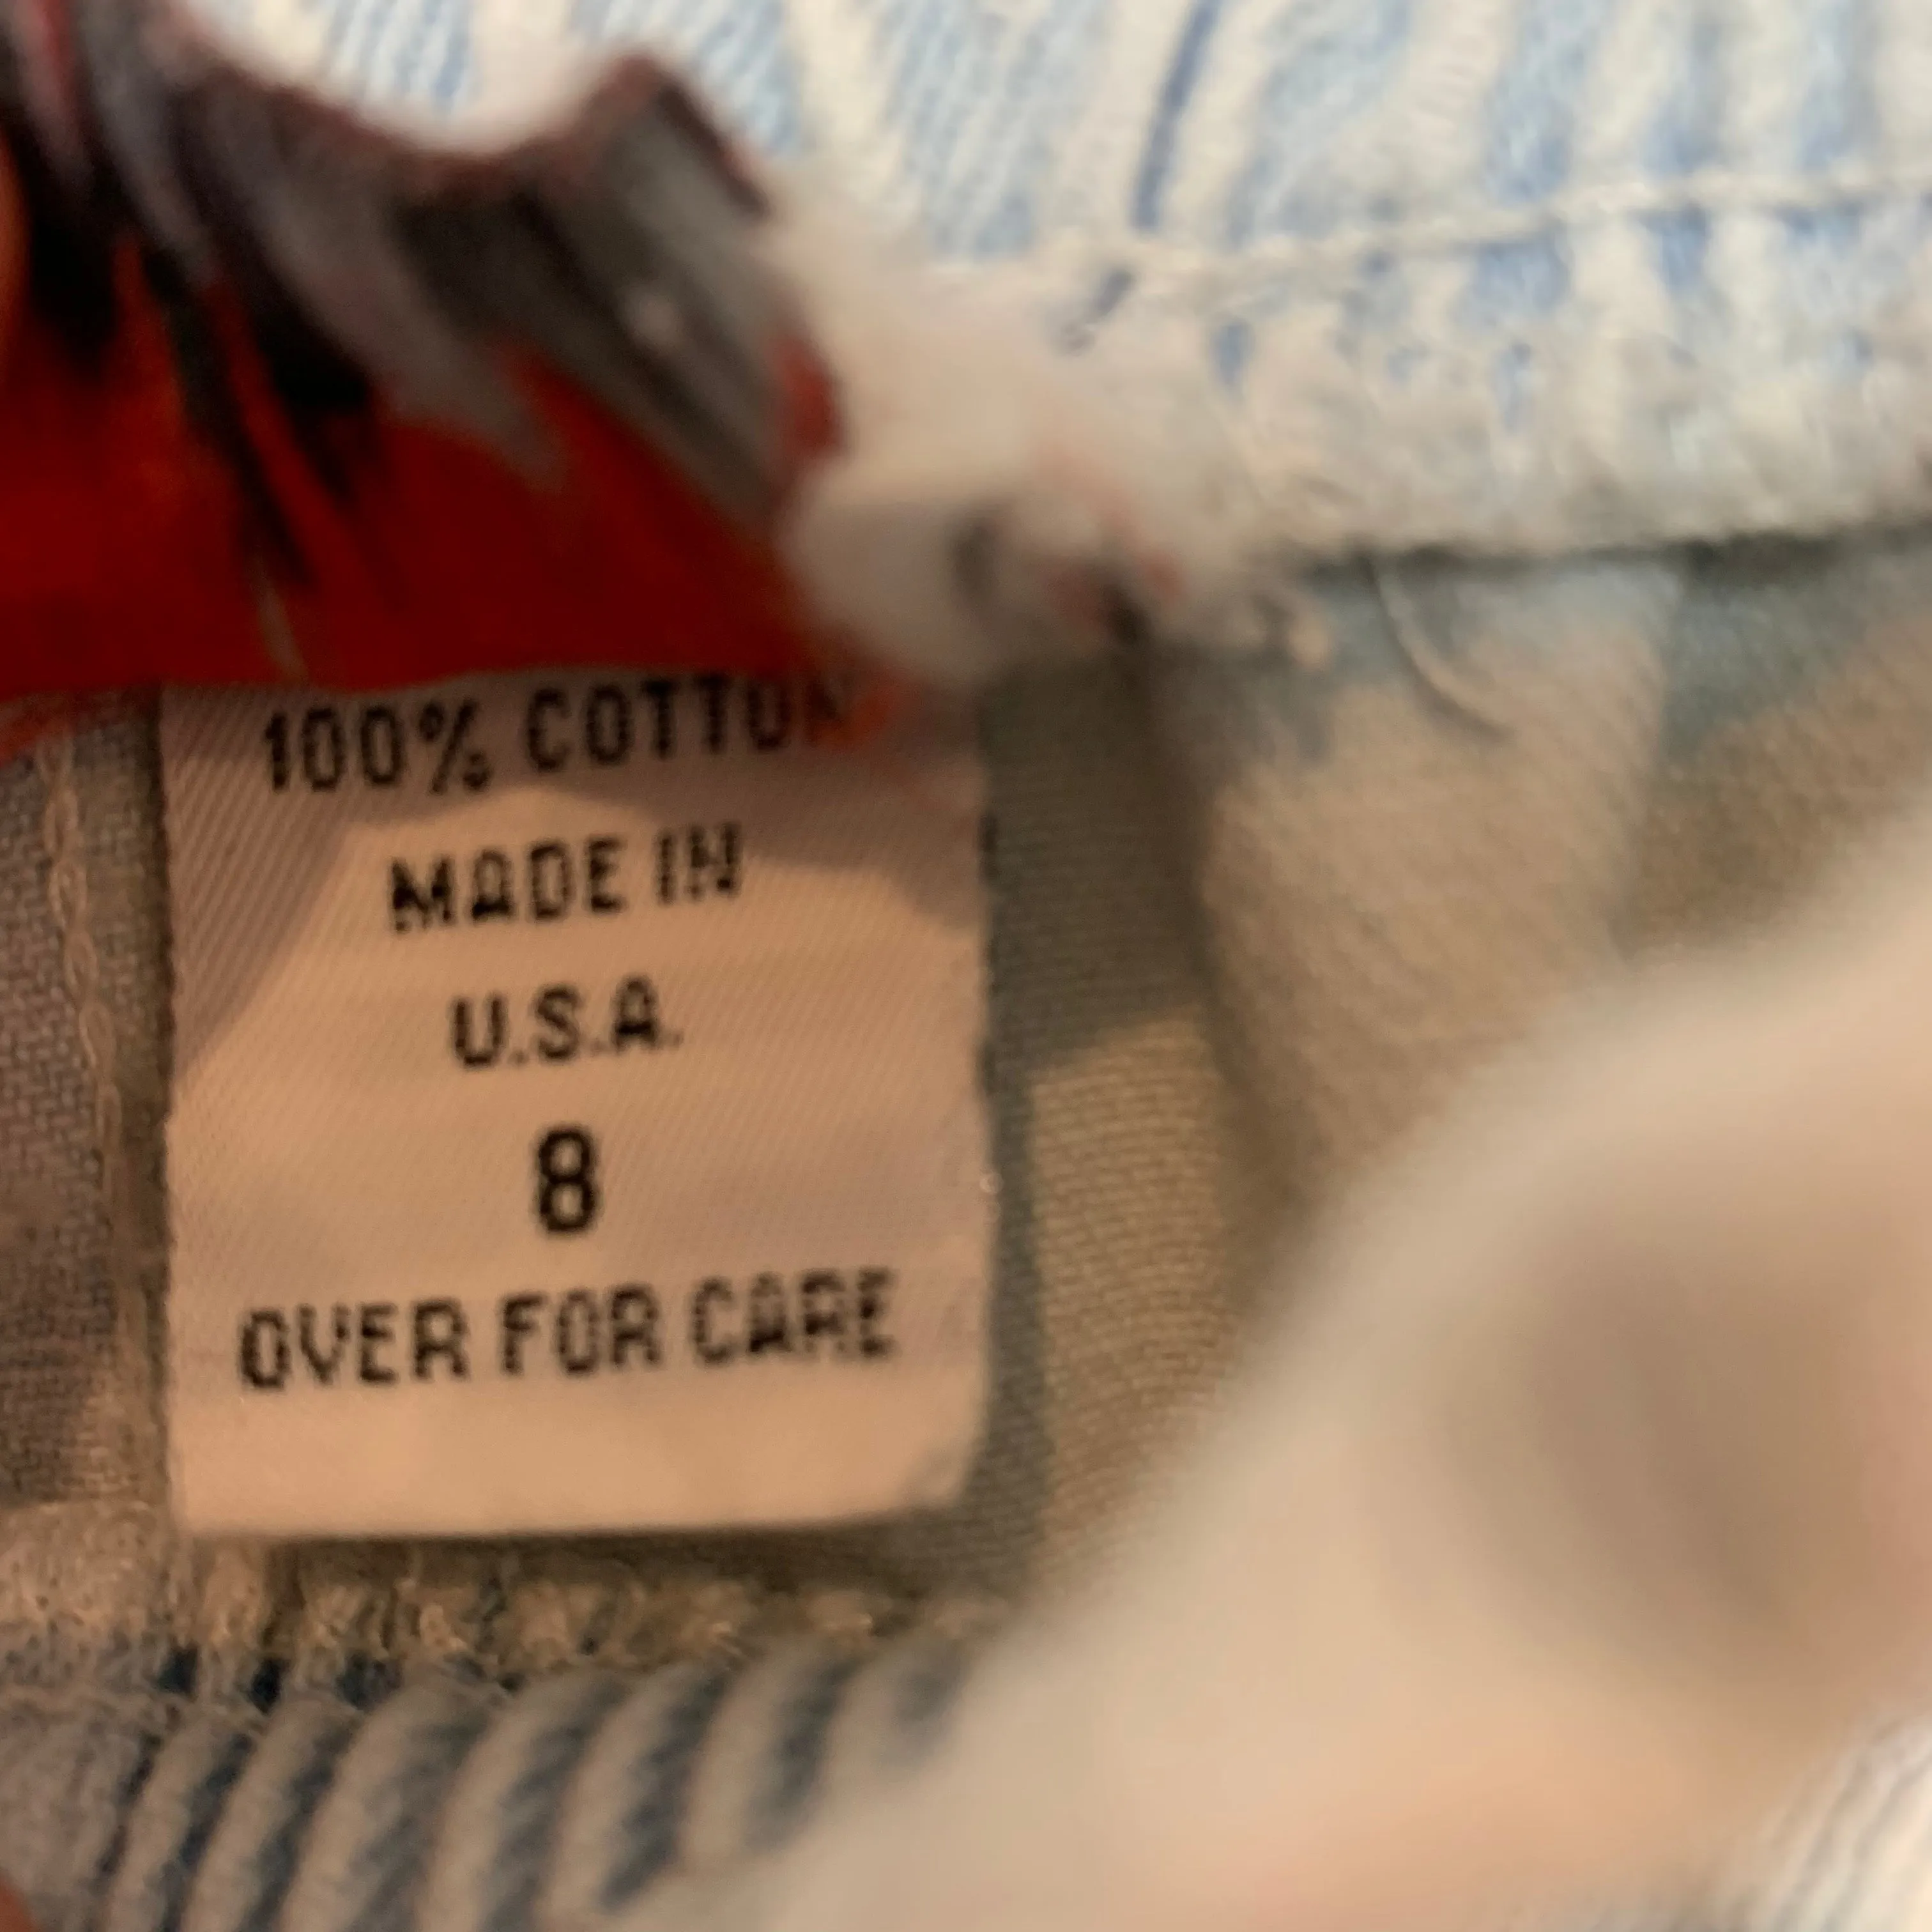 100% COTTON
MADE IN
U.S.A.
8
OVER FOR CARE